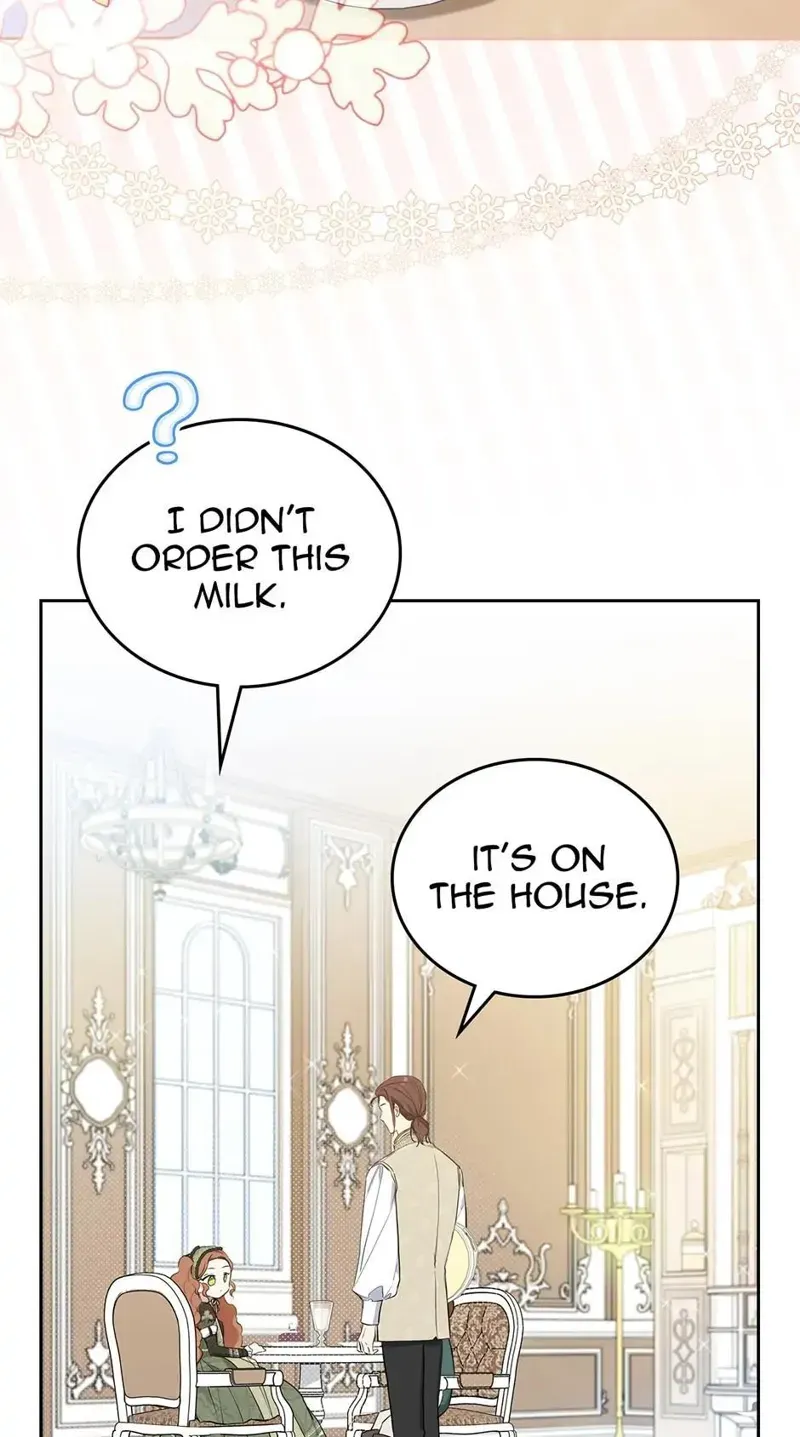 ?
I DIDN'T
ORDER THIS
MILK.
IT'S ON
THE HOUSE.